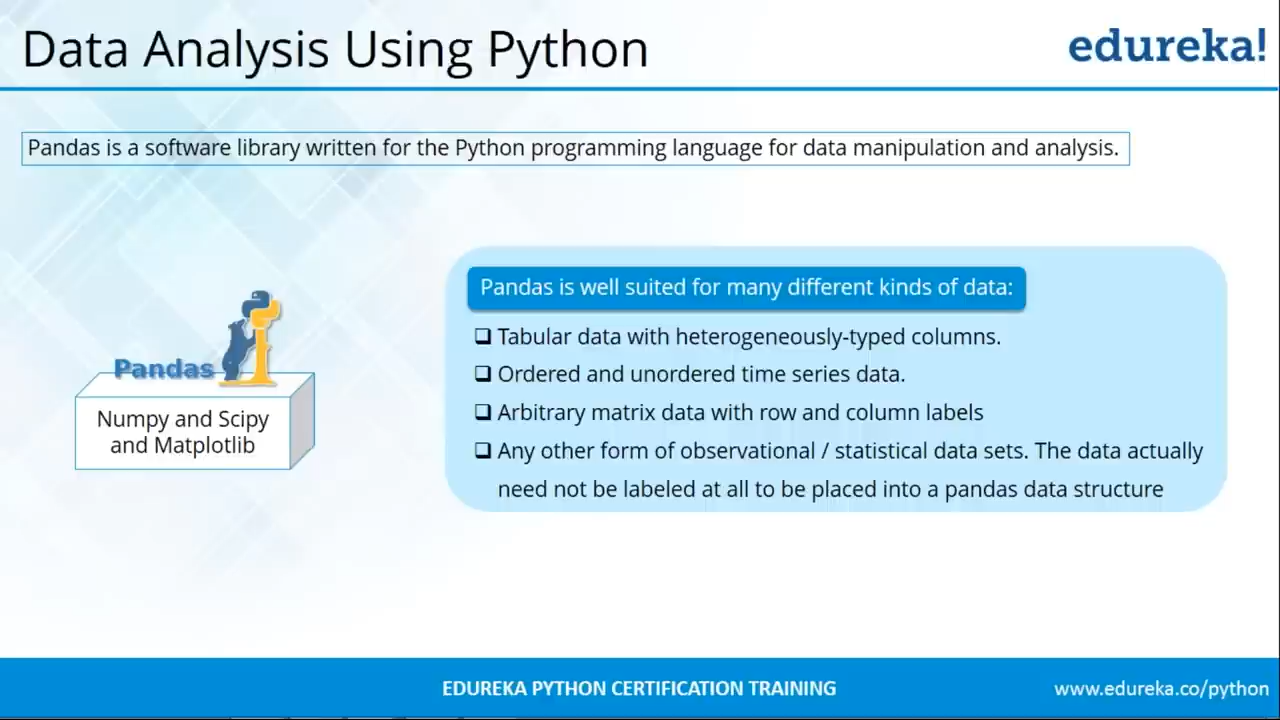 Data Analysis Using Python
edureka!
Pandas is a software library written for the Python programming language for data manipulation and analysis.
Pandas
Numpy and Scipy
and Matplotlib
Pandas is well suited for many different kinds of data:
❑ Tabular data with heterogeneously-typed columns.
❑ Ordered and unordered time series data.
❑ Arbitrary matrix data with row and column labels
❑ Any other form of observational / statistical data sets. The data actually
need not be labeled at all to be placed into a pandas data structure
EDUREKA PYTHON CERTIFICATION TRAINING
www.edureka.co/python